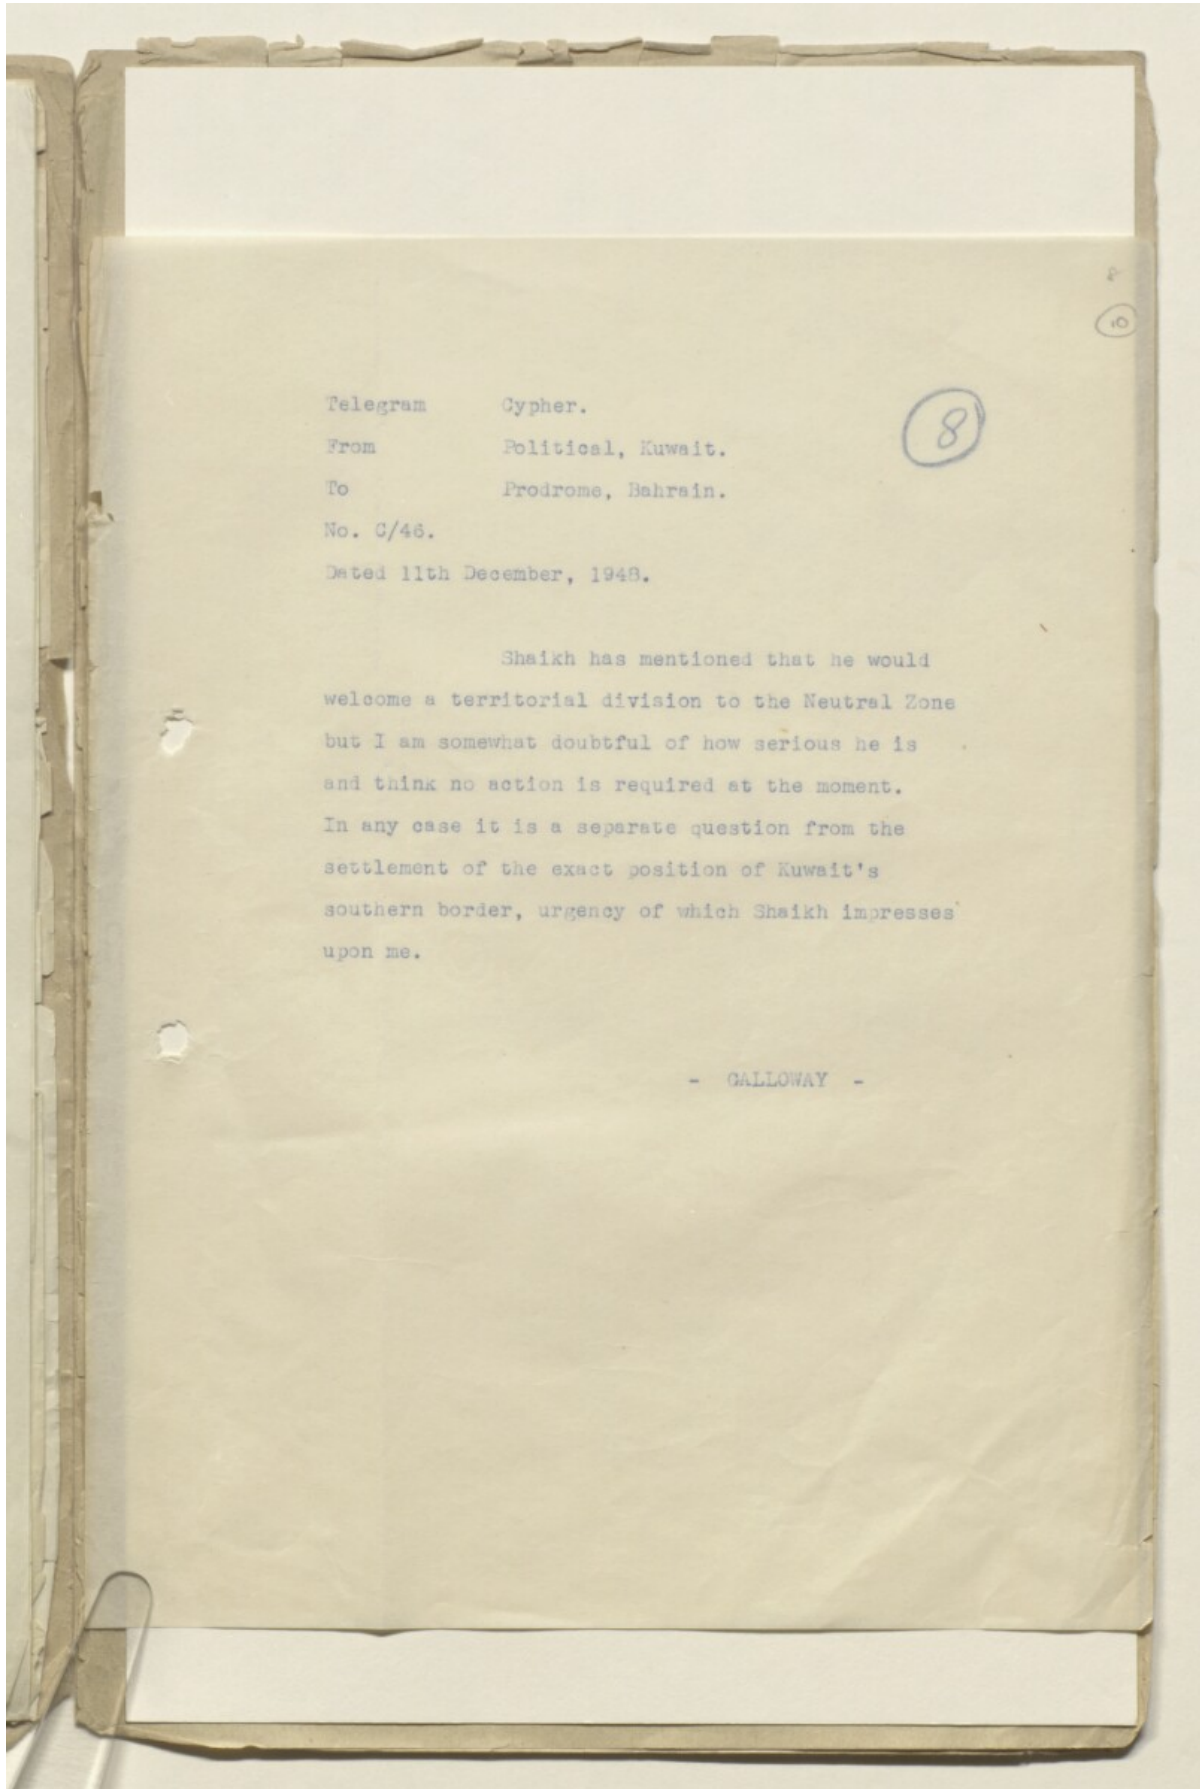 8
10
8
Telegram Cypher.
From Political, Kuwait.
To Prodrome, Bahrain.
No. C/46.
Dated 11th December, 1948.
Shaikh has mentioned that he would
welcome a territorial division to the Neutral Zone
but I am somewhat doubtful of how serious he is
and think no action is required at the moment.
In any case it is a separate question from the
settlement of the exact position of Kuwait's
southern border, urgency of which Shaikh impresses
upon me.
- GALLOWAY -